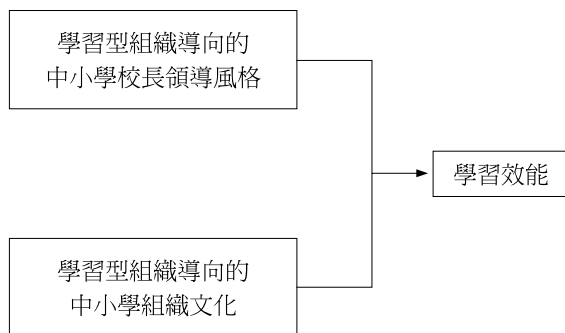 學習型組織導向的
中小學校長領導風格
學習效能
學習型組織導向的
中小學組織文化